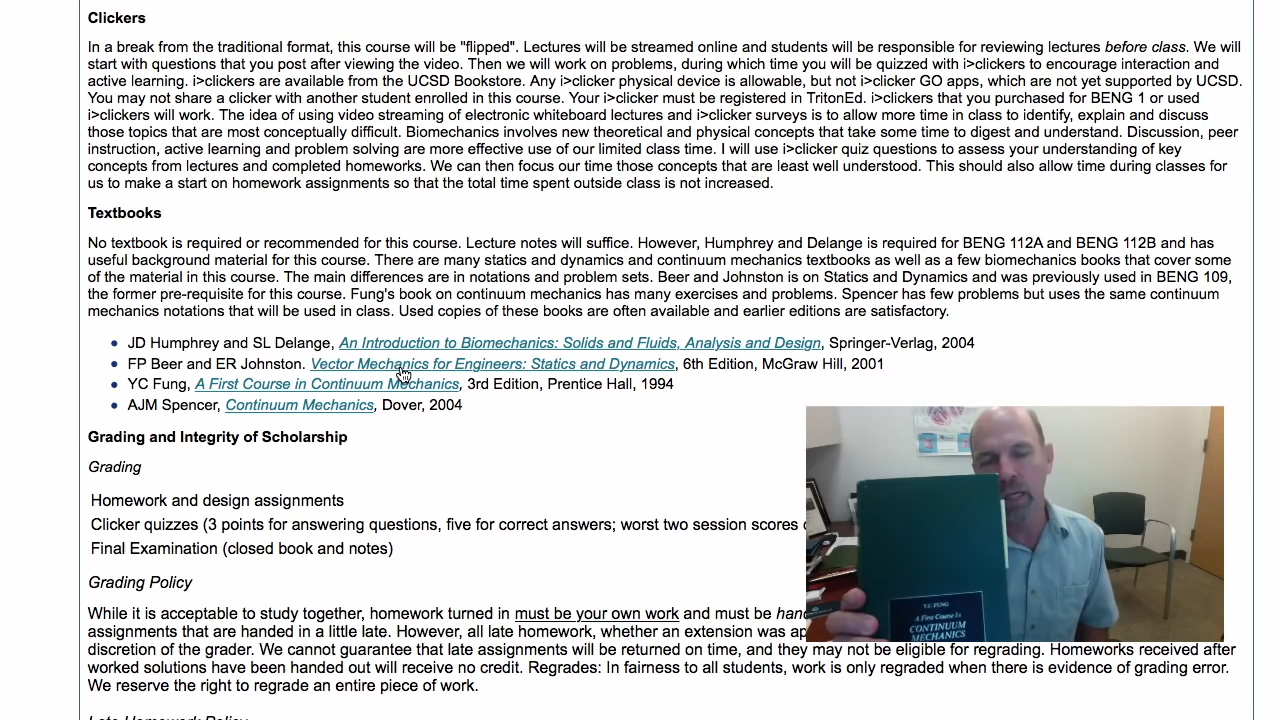 Clickers
In a break from the traditional format, this course will be "flipped". Lectures will be streamed online and students will be responsible for reviewing lectures before class. We will
start with questions that you post after viewing the video. Then we will work on problems, during which time you will be quizzed with i>clickers to encourage interaction and
active learning. i>clickers are available from the UCSD Bookstore. Any i>clicker physical device is allowable, but not i>clicker GO apps, which are not yet supported by UCSD.
You may not share a clicker with another student enrolled in this course. Your i>clicker must be registered in TritonEd. i>clickers that you purchased for BENG 1 or used
i>clickers will work. The idea of using video streaming of electronic whiteboard lectures and i>clicker surveys is to allow more time in class to identify, explain and discuss
those topics that are most conceptually difficult. Biomechanics involves new theoretical and physical concepts that take some time to digest and understand. Discussion, peer
instruction, active learning and problem solving are more effective use of our limited class time. I will use i>clicker quiz questions to assess your understanding of key
concepts from lectures and completed homeworks. We can then focus our time those concepts that are least well understood. This should also allow time during classes for
us to make a start on homework assignments so that the total time spent outside class is not increased.
Textbooks
No textbook is required or recommended for this course. Lecture notes will suffice. However, Humphrey and Delange is required for BENG 112A and BENG 112B and has
useful background material for this course. There are many statics and dynamics and continuum mechanics textbooks as well as a few biomechanics books that cover some
of the material in this course. The main differences are in notations and problem sets. Beer and Johnston is on Statics and Dynamics and was previously used in BENG 109,
the former pre-requisite for this course. Fung's book on continuum mechanics has many exercises and problems. Spencer has few problems but uses the same continuum
mechanics notations that will be used in class. Used copies of these books are often available and earlier editions are satisfactory.
• JD Humphrey and SL Delange, An Introduction to Biomechanics: Solids and Fluids, Analysis and Design, Springer-Verlag, 2004
• FP Beer and ER Johnston. Vector Mechanics for Engineers: Statics and Dynamics, 6th Edition, McGraw Hill, 2001
• YC Fung, A First Course in Continuum Mechanics, 3rd Edition, Prentice Hall, 1994
• AJM Spencer, Continuum Mechanics, Dover, 2004
Grading and Integrity of Scholarship
Grading
Homework and design assignments
Clicker quizzes (3 points for answering questions, five for correct answers; worst two session scores
Final Examination (closed book and notes)
Grading Policy
While it is acceptable to study together, homework turned in must be your own work and must be
assignments that are handed in a little late. However, all late homework, whether an extension was
discretion of the grader. We cannot guarantee that late assignments will be returned on time, and they may not be eligible for regrading. Homeworks received after
worked solutions have been handed out will receive no credit. Regrades: In fairness to all students, work is only regraded when there is evidence of grading error.
We reserve the right to regrade an entire piece of work.
Late Homework Policy
Y.C. FUNG
A First Course in
CONTINUUM
MECHANICS